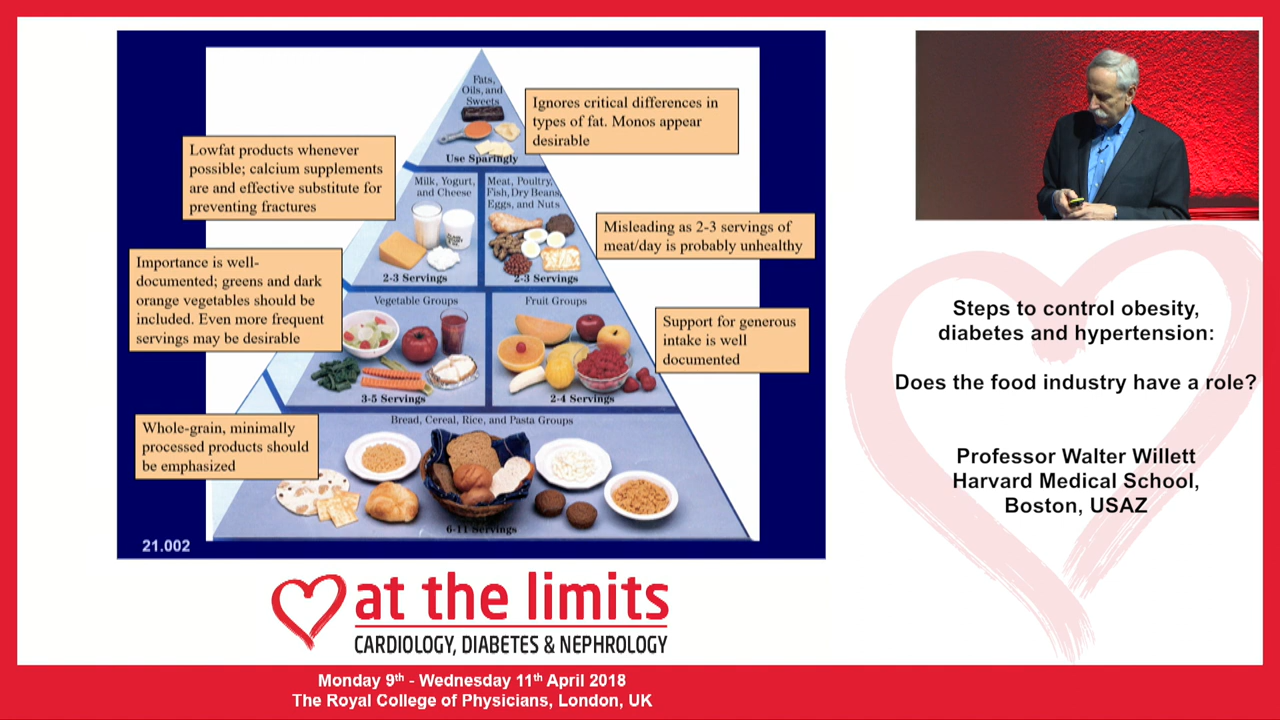 Fats,
Oils, and
Sweets
Use Sparingly
Ignores critical differences in
types of fat. Monos appear
desirable
Lowfat products whenever
possible; calcium supplements
are and effective substitute for
preventing fractures
Milk, Yogurt,
and Cheese
2-3 Servings
Meat, Poultry,
Fish, Dry Beans,
Eggs, and Nuts
2-3 Servings
Misleading as 2-3 servings of
meat/day is probably unhealthy
Importance is well-
documented; greens and dark
orange vegetables should be
included. Even more frequent
servings may be desirable
Vegetable Groups
3-5 Servings
Fruit Groups
2-4 Servings
Support for generous
intake is well
documented
Whole-grain, minimally
processed products should
be emphasized
Bread, Cereal, Rice, and Pasta Groups
6-11 Servings
21.002
at the limits
CARDIOLOGY, DIABETES & NEPHROLOGY
Steps to control obesity,
diabetes and hypertension:
Does the food industry have a role?
Professor Walter Willett
Harvard Medical School,
Boston, USAZ
Monday 9th - Wednesday 11th April 2018
The Royal College of Physicians, London, UK